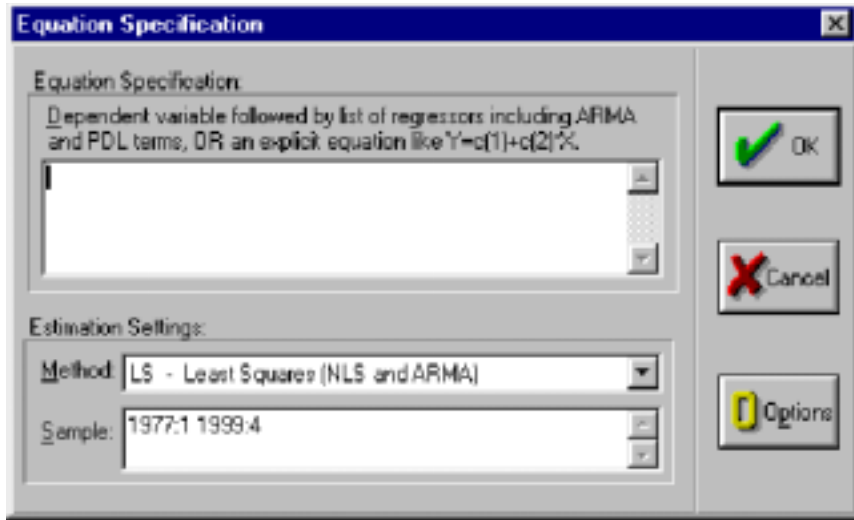 Equation Specification
Equation Specification:
Dependent variable followed by list of regressors including ARMA
and PDL terms, OR an explicit equation like Y=c(1)+c(2)*X.
OK
Cancel
Estimation Settings:
Method: LS - Least Squares (NLS and ARMA)
Sample: 1977:1 1999:4
Options